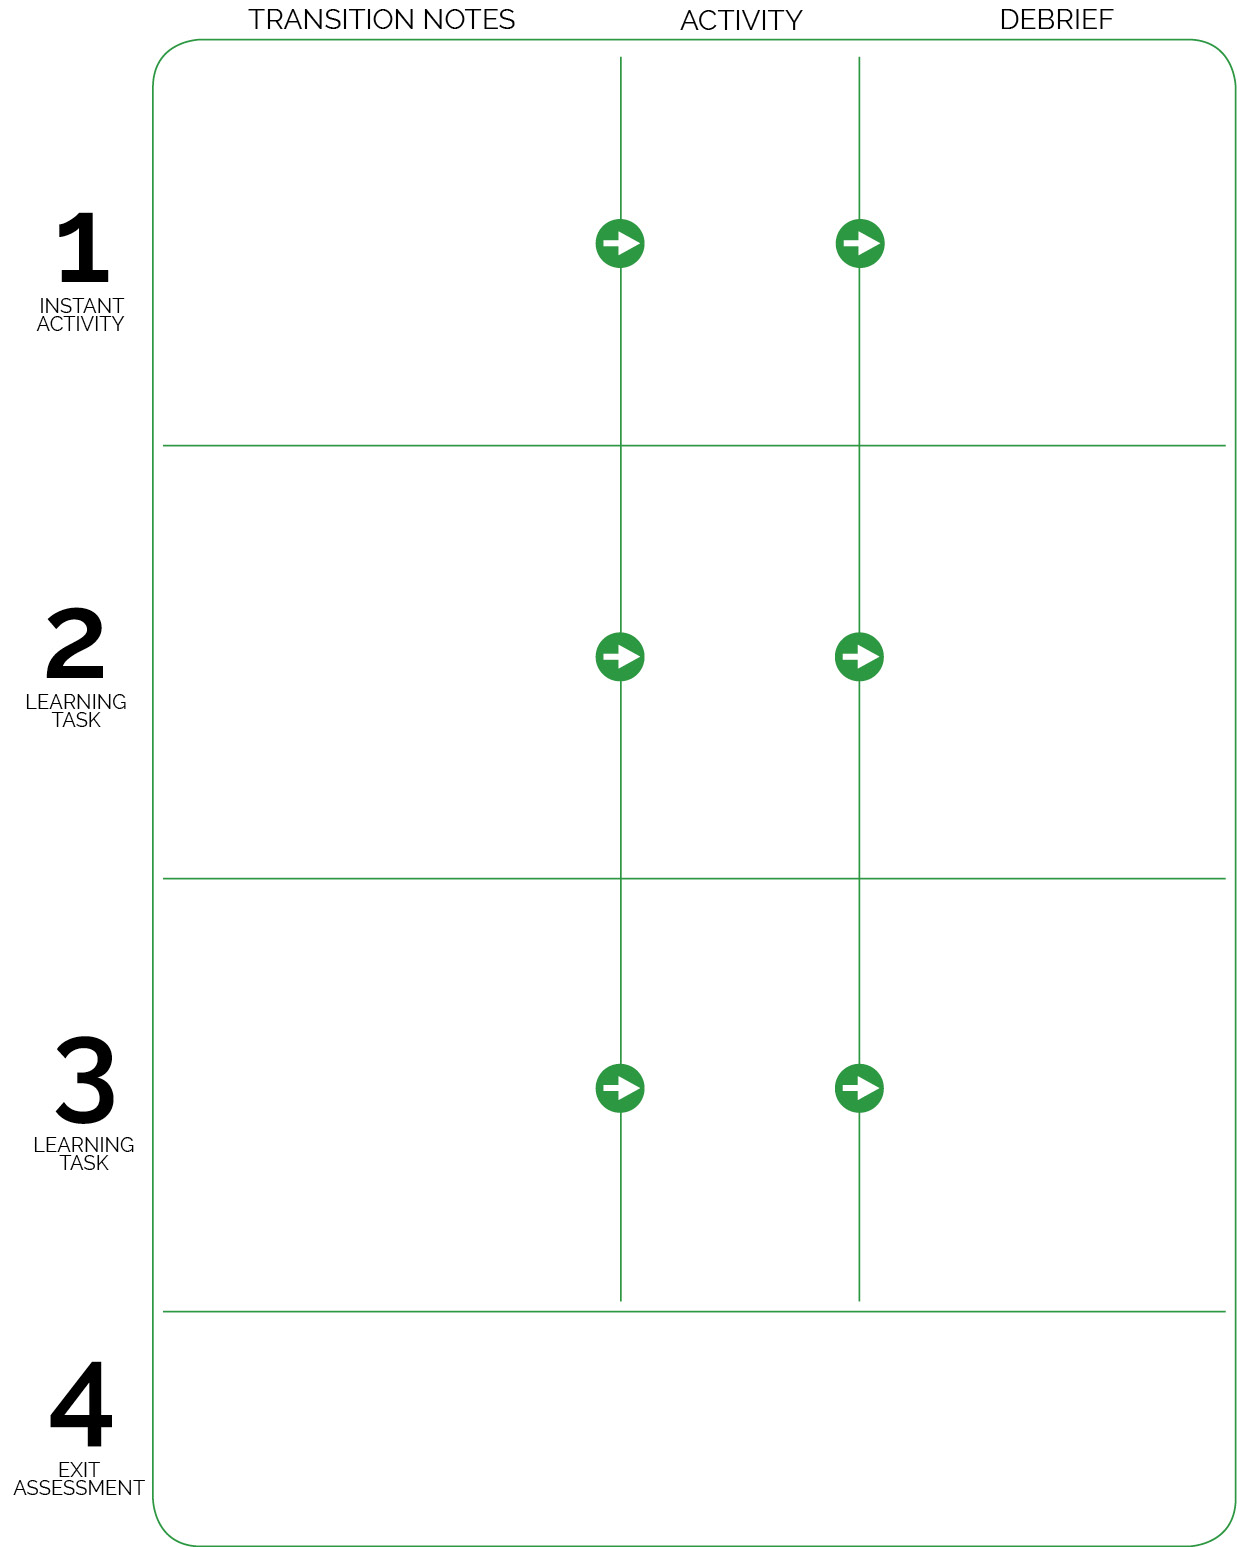 TRANSITION NOTES
ACTIVITY
DEBRIEF
1
INSTANT
ACTIVITY
2
LEARNING
TASK
3
LEARNING
TASK
4
EXIT
ASSESSMENT